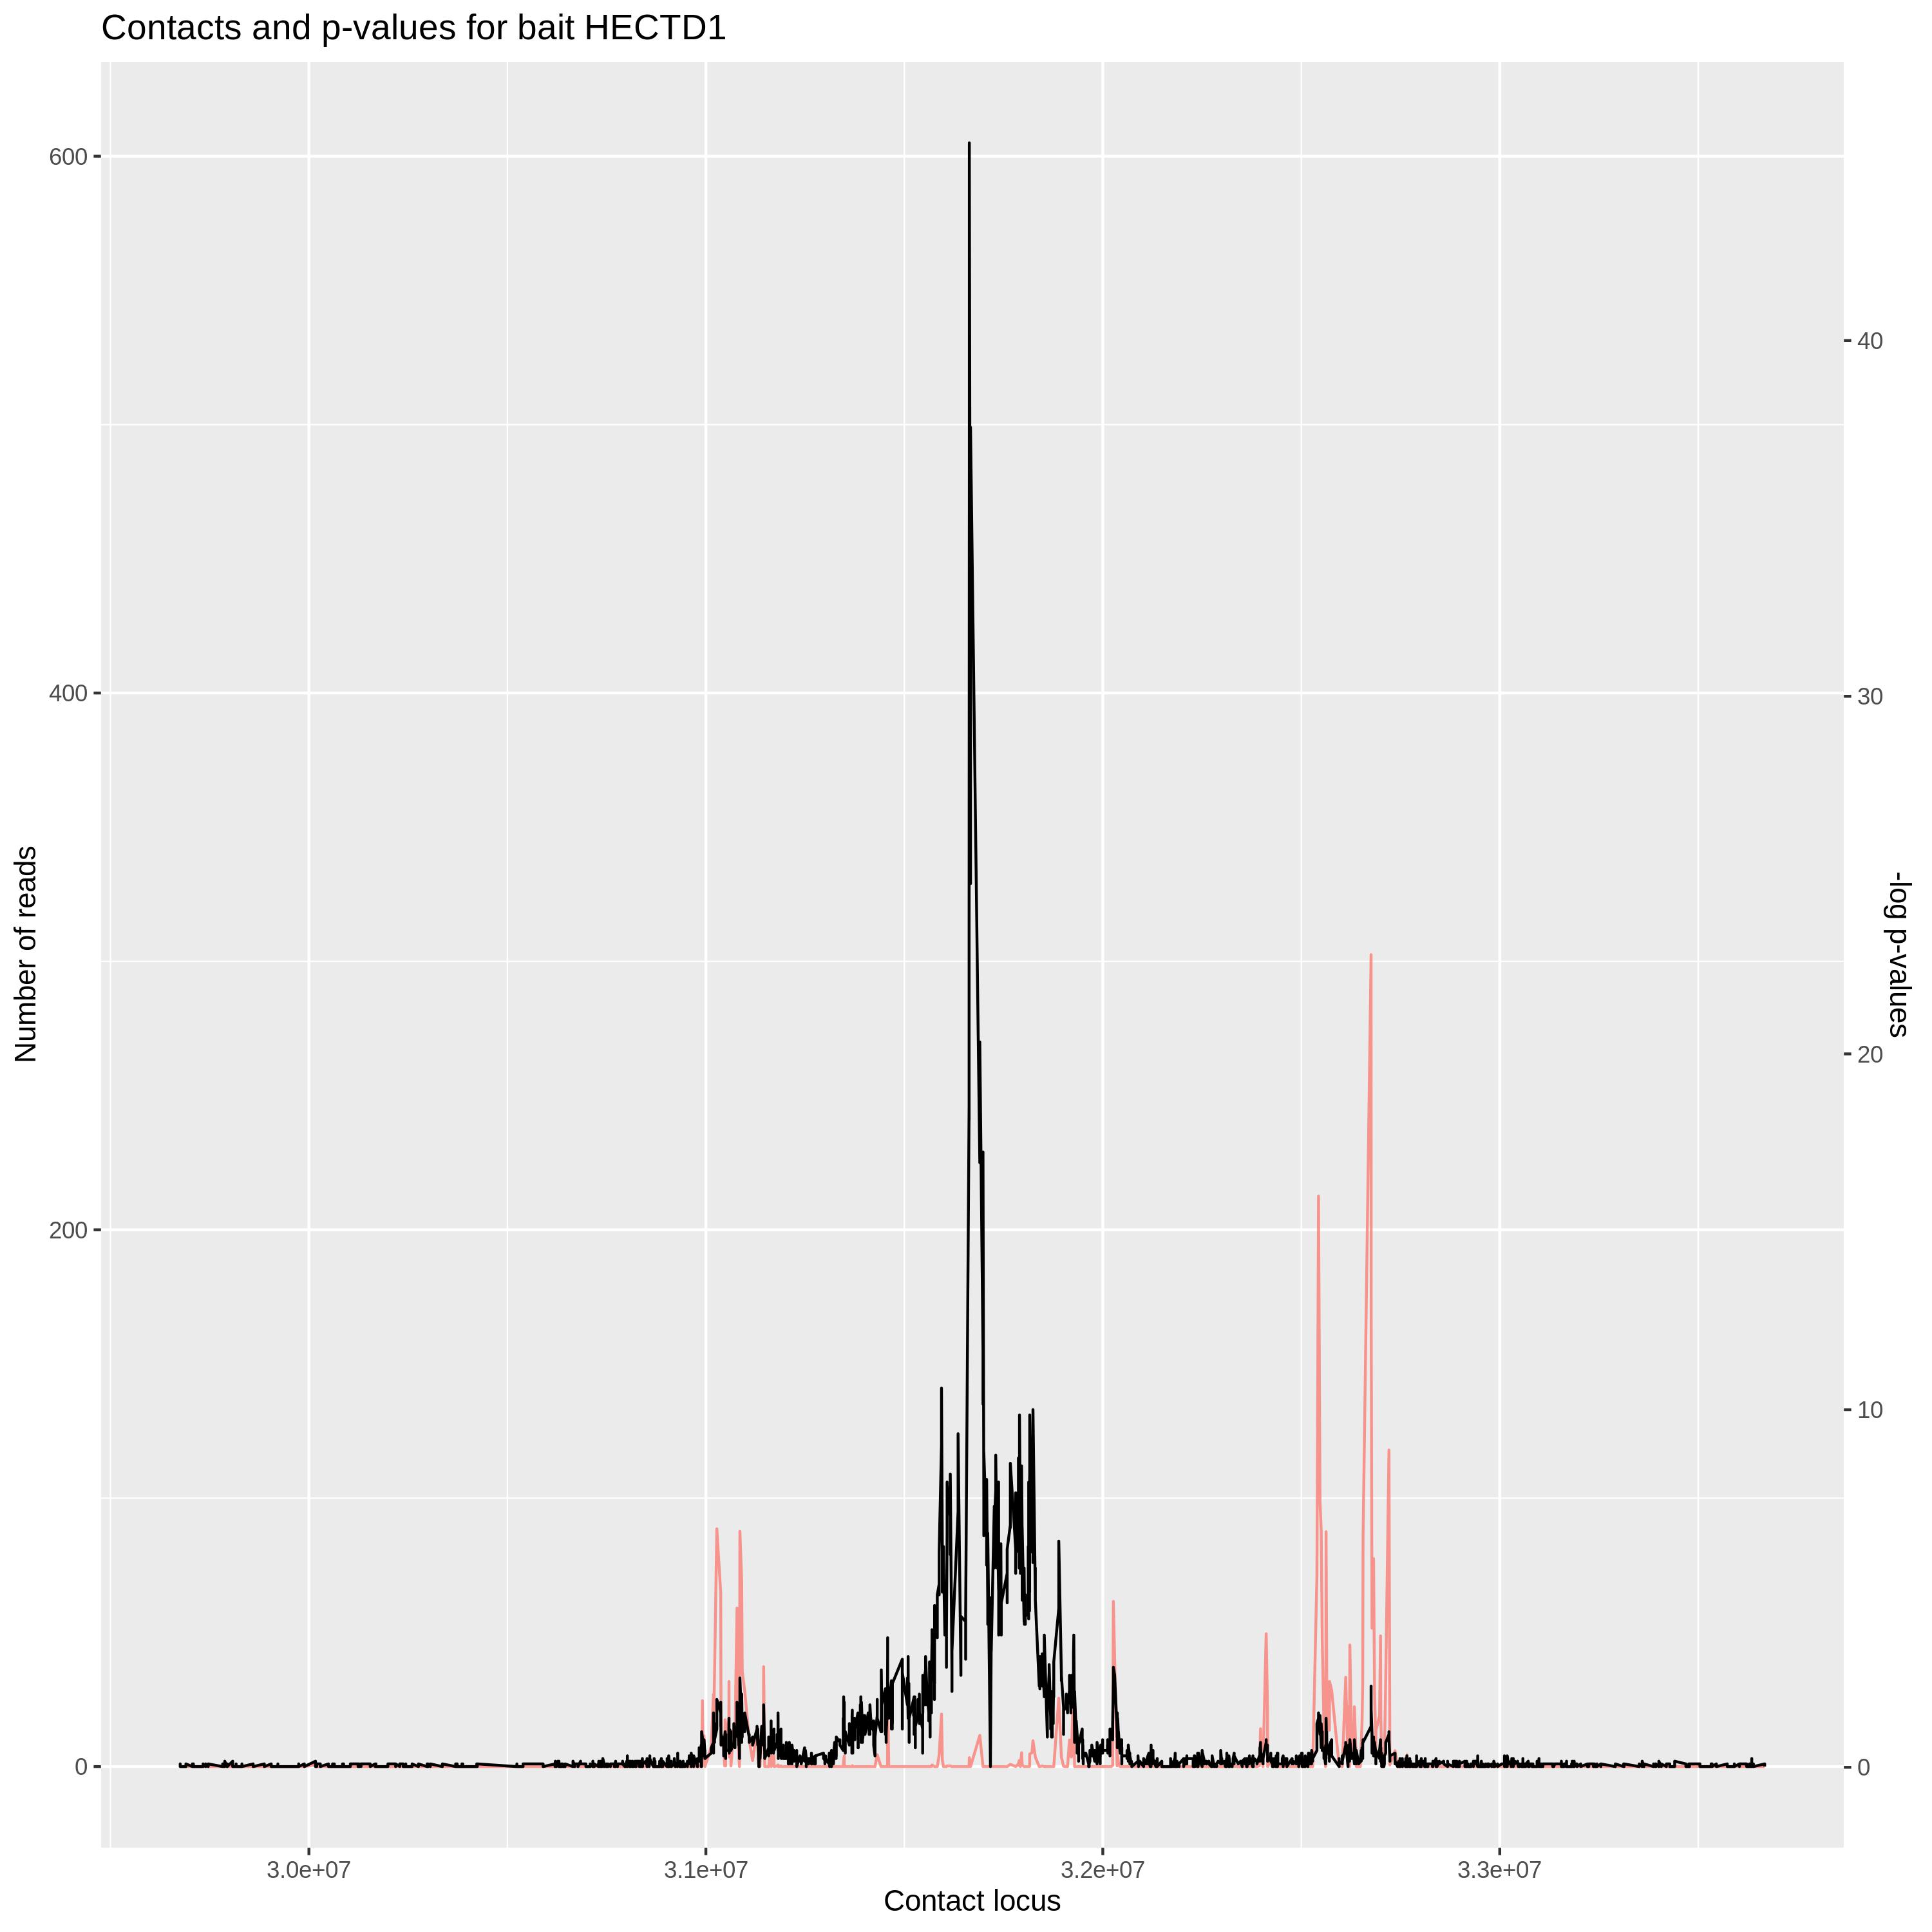 Contacts and p-values for bait HECTD1
600
400
200
0
Number of reads
40
30
20
10
0
-log p-values
3.0e+07 3.1e+07 3.2e+07 3.3e+07
Contact locus